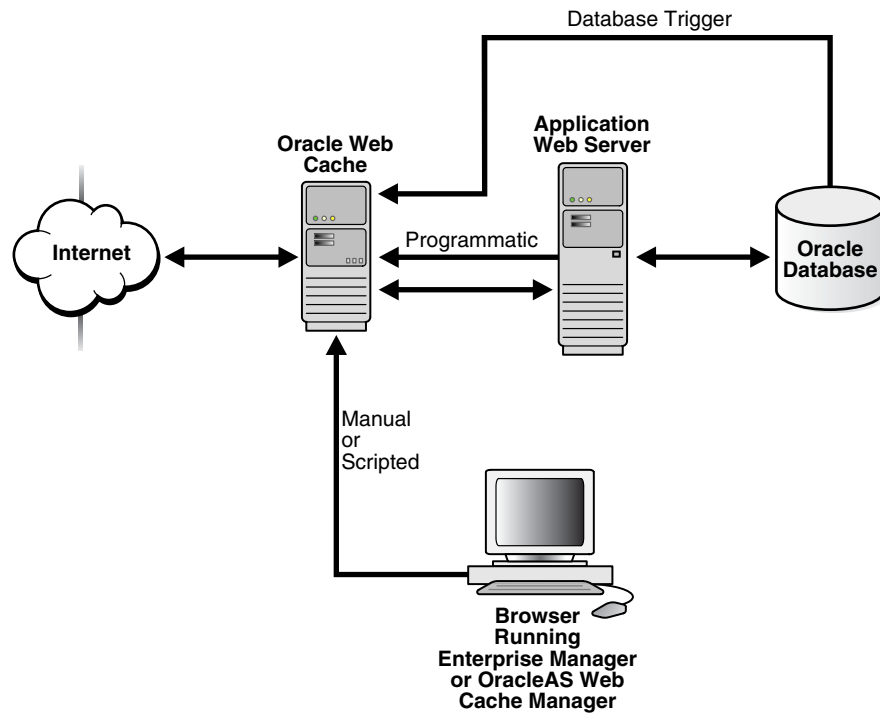 Database Trigger
Application
Web Server
Oracle Web
Cache
Internet
Programmatic
Oracle
Database
Manual
or
Scripted
Browser
Running
Enterprise Manager
or OracleAS Web
Cache Manager